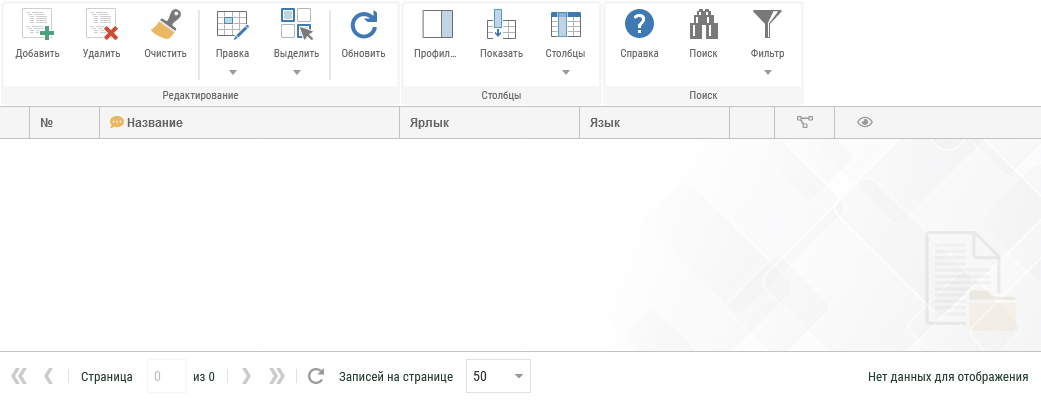 Добавить Удалить Очистить Правка Выделить Обновить Профил... Показать Столбцы Справка Поиск Фильтр
Редактирование Столбцы Поиск
№ Название Ярлык Язык
Страница 0 из 0 Записей на странице 50 Нет данных для отображения